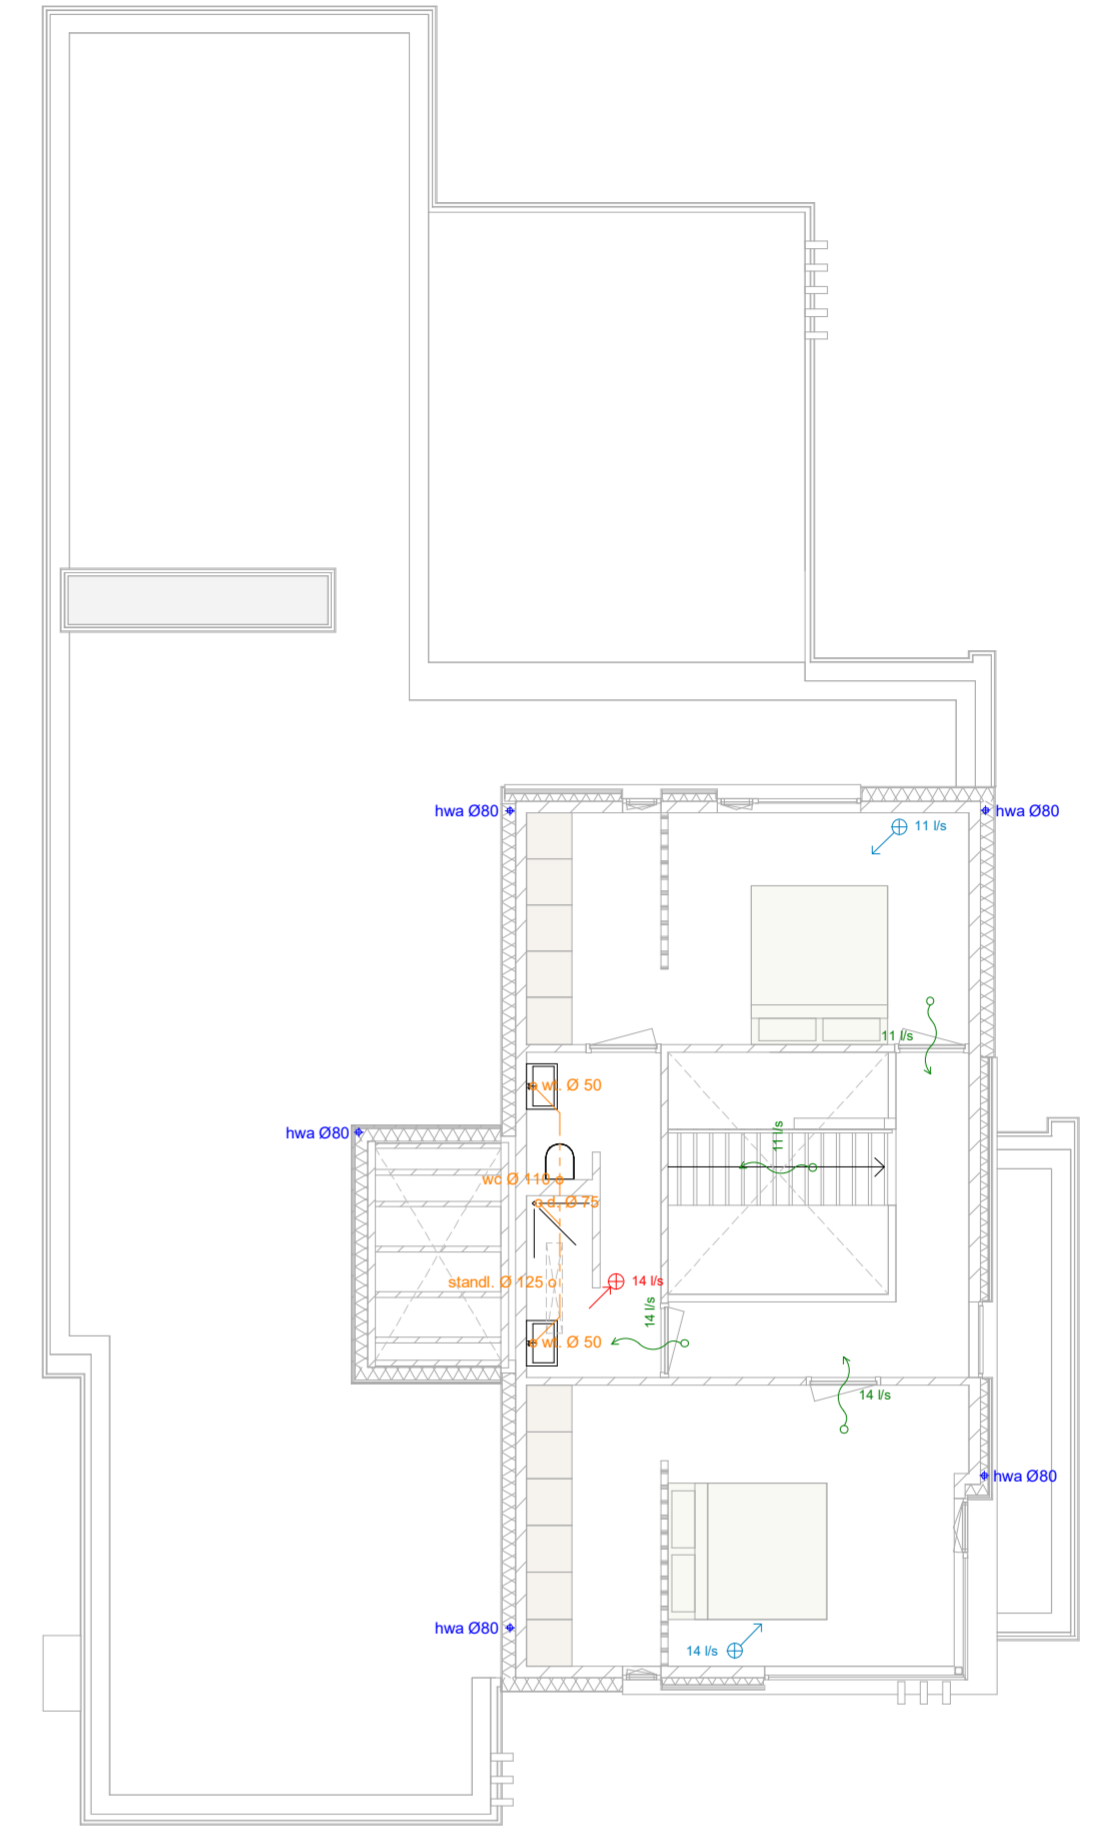 hwa Ø80
hwa Ø80
11 l/s
11 l/s
wt. Ø 50
hwa Ø80
11 l/s
wc Ø 110
d. Ø 75
standl. Ø 125
14 l/s
14 l/s
wt. Ø 50
14 l/s
hwa Ø80
hwa Ø80
14 l/s